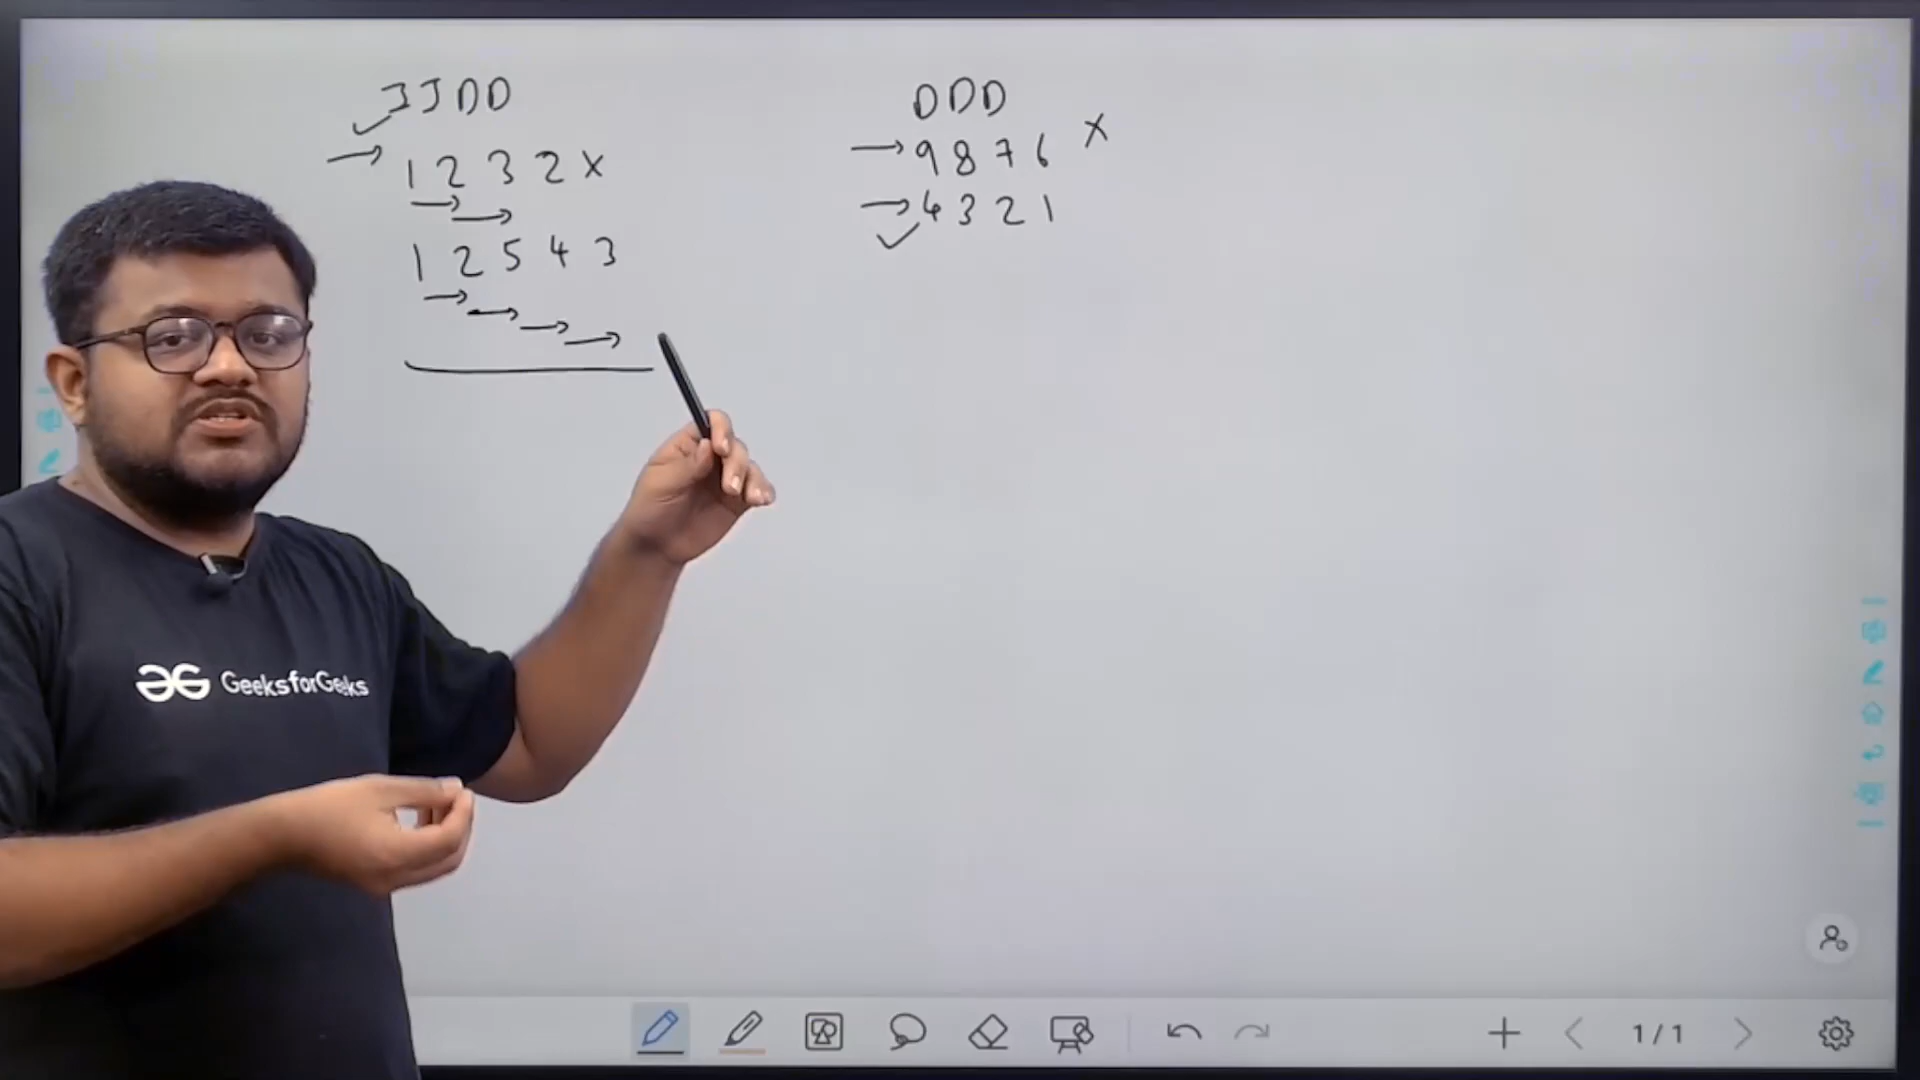 IIDD
1 2 3 2 X
1 2 5 4 3
DDD
9 8 7 6 X
4 3 2 1
GeeksforGeeks
1/1